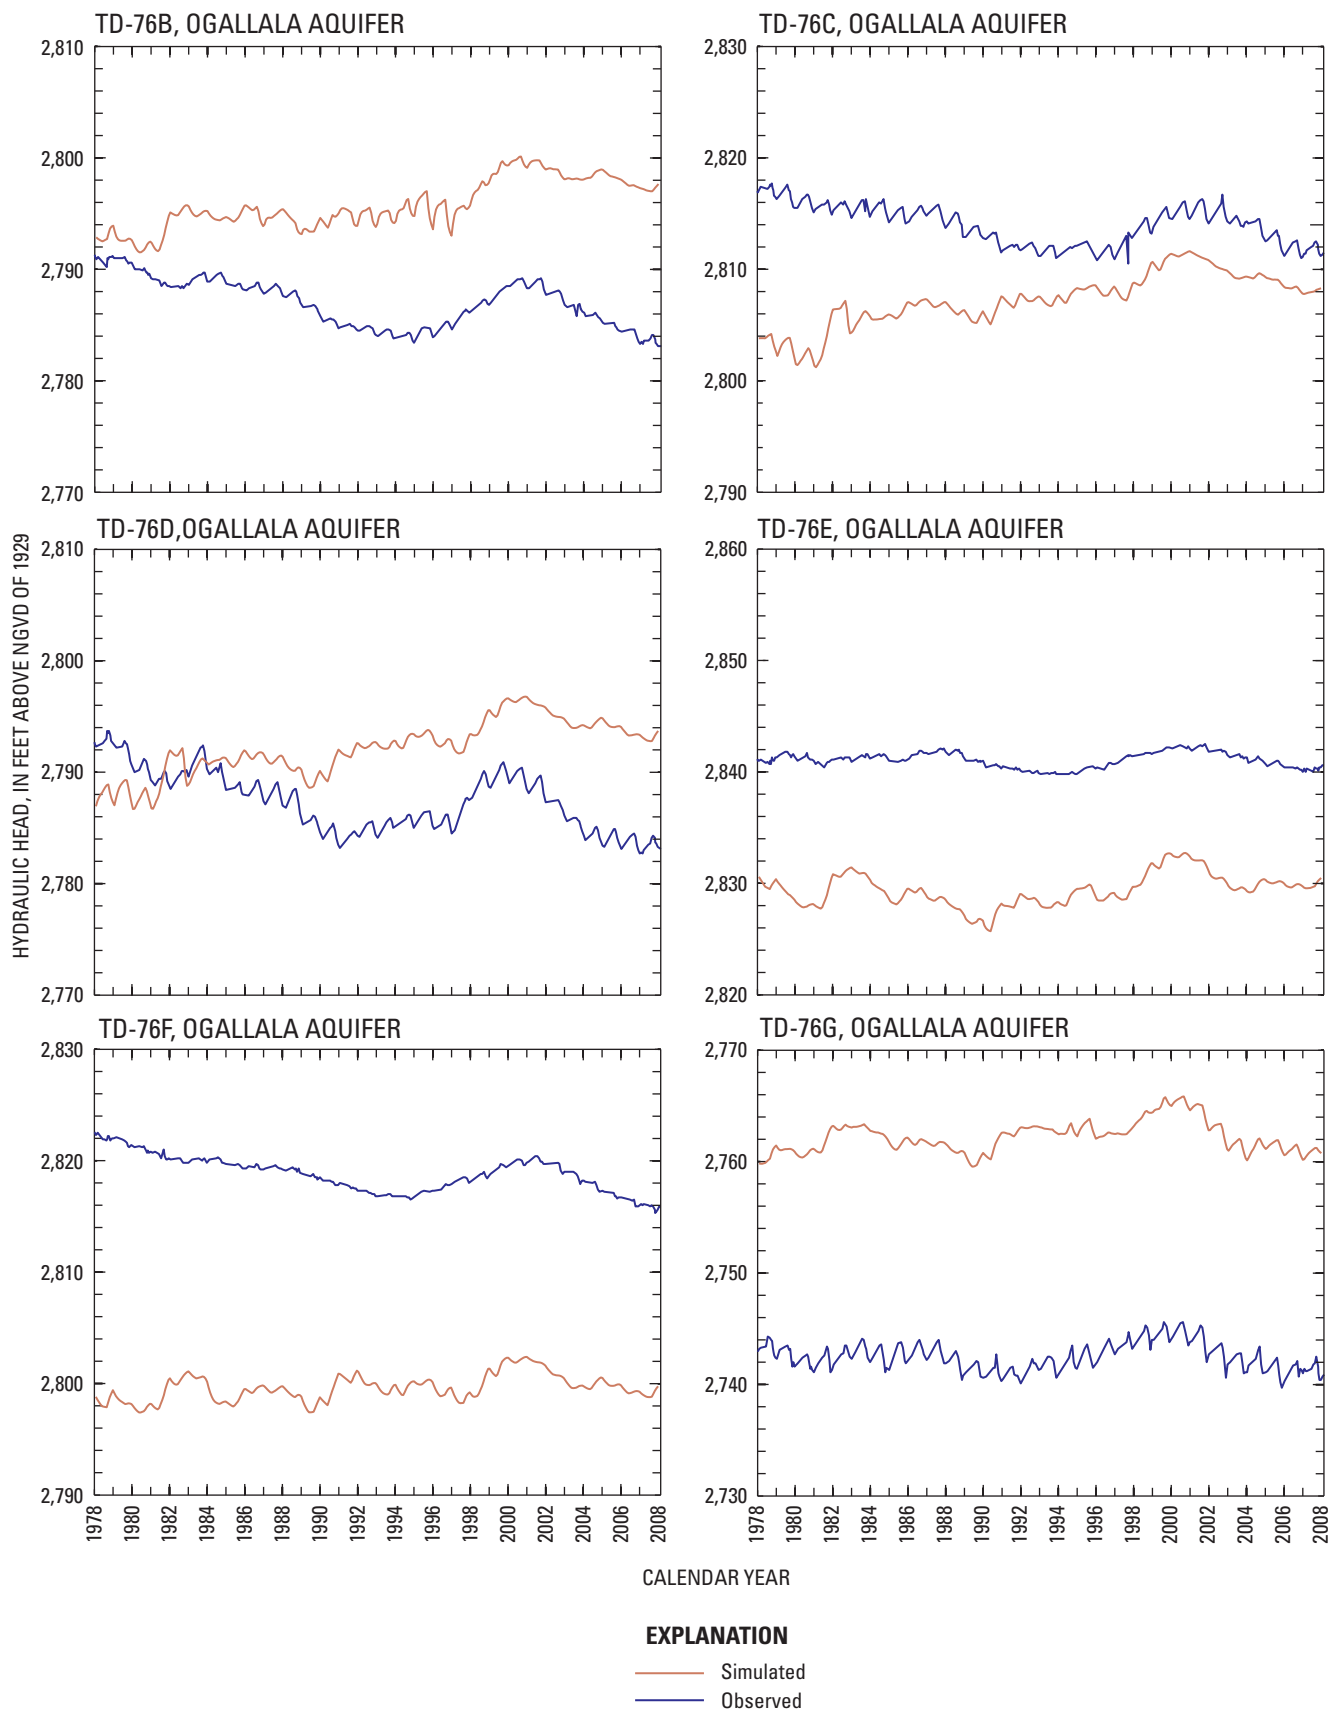 TD-76B, OGALLALA AQUIFER
2,810
2,800
2,790
2,780
2,770
TD-76C, OGALLALA AQUIFER
2,830
2,820
2,810
2,800
2,790
HYDRAULIC HEAD, IN FEET ABOVE NGVD OF 1929
TD-76D,OGALLALA AQUIFER
2,810
2,800
2,790
2,780
2,770
TD-76E, OGALLALA AQUIFER
2,860
2,850
2,840
2,830
2,820
TD-76F, OGALLALA AQUIFER
2,830
2,820
2,810
2,800
2,790
1978 1980 1982 1984 1986 1988 1990 1992 1994 1996 1998 2000 2002 2004 2006 2008
TD-76G, OGALLALA AQUIFER
2,770
2,760
2,750
2,740
2,730
1978 1980 1982 1984 1986 1988 1990 1992 1994 1996 1998 2000 2002 2004 2006 2008
CALENDAR YEAR
EXPLANATION
Simulated
Observed